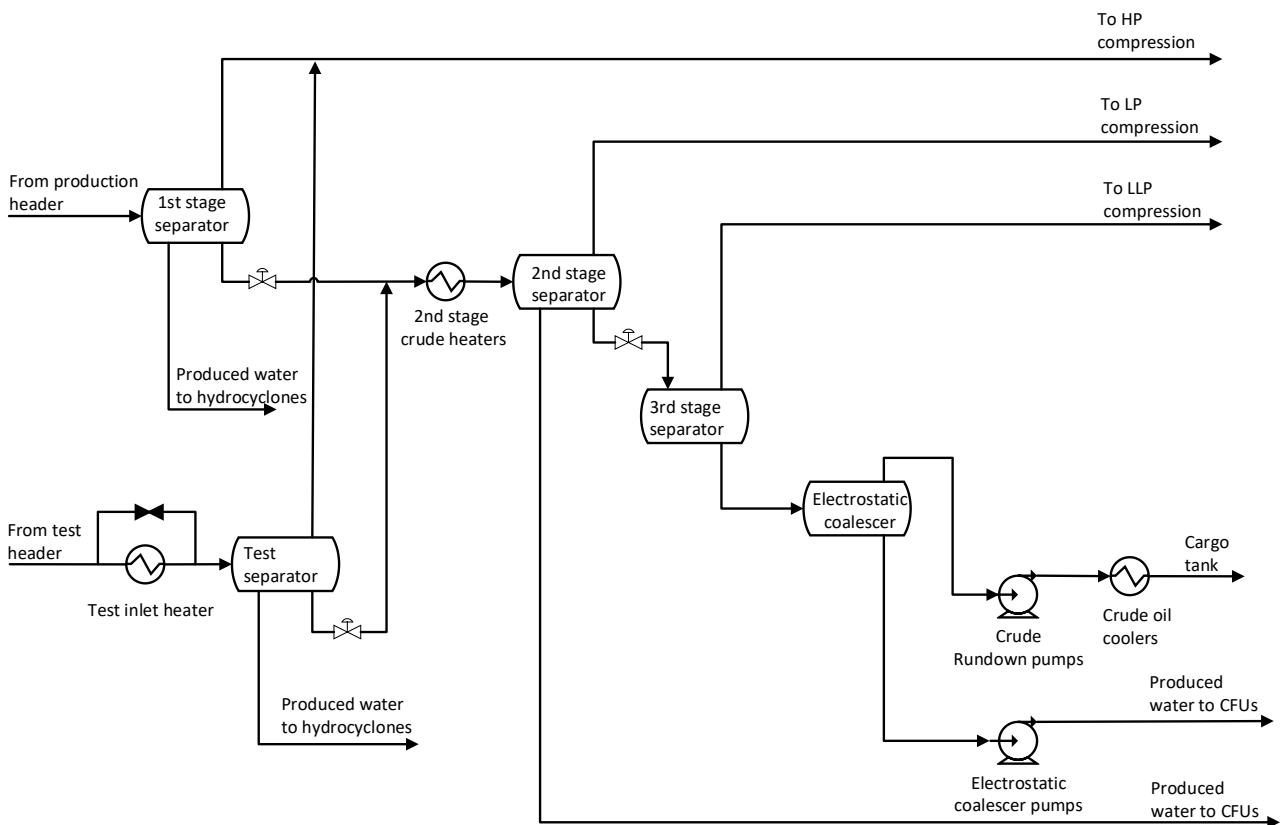 To HP
compression
To LP
compression
To LLP
compression
From production
header
1st stage
separator
2nd stage
separator
2nd stage
crude heaters
Produced water
to hydrocyclones
3rd stage
separator
Electrostatic
coalescer
From test
header
Test
separator
Test inlet heater
Cargo
tank
Crude oil
coolers
Crude
Rundown pumps
Produced water
to hydrocyclones
Produced
water to CFUs
Electrostatic
coalescer pumps
Produced
water to CFUs